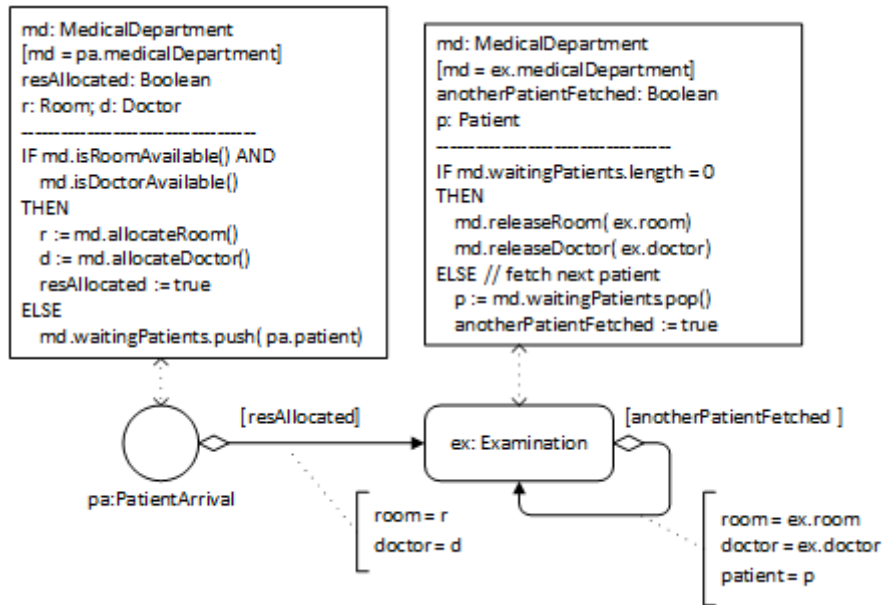 md: MedicalDepartment
[md = pa.medicalDepartment]
resAllocated: Boolean
r: Room; d: Doctor
------------------------------------
IF md.isRoomAvailable() AND
md.isDoctorAvailable()
THEN
r := md.allocateRoom()
d := md.allocateDoctor()
resAllocated := true
ELSE
md.waitingPatients.push( pa.patient)
md: MedicalDepartment
[md = ex.medicalDepartment]
anotherPatientFetched: Boolean
p: Patient
------------------------------------
IF md.waitingPatients.length = 0
THEN
md.releaseRoom( ex.room)
md.releaseDoctor( ex.doctor)
ELSE // fetch next patient
p := md.waitingPatients.pop()
anotherPatientFetched := true
[resAllocated]
[anotherPatientFetched ]
ex: Examination
pa:PatientArrival
room = r
doctor = d
room = ex.room
doctor = ex.doctor
patient = p